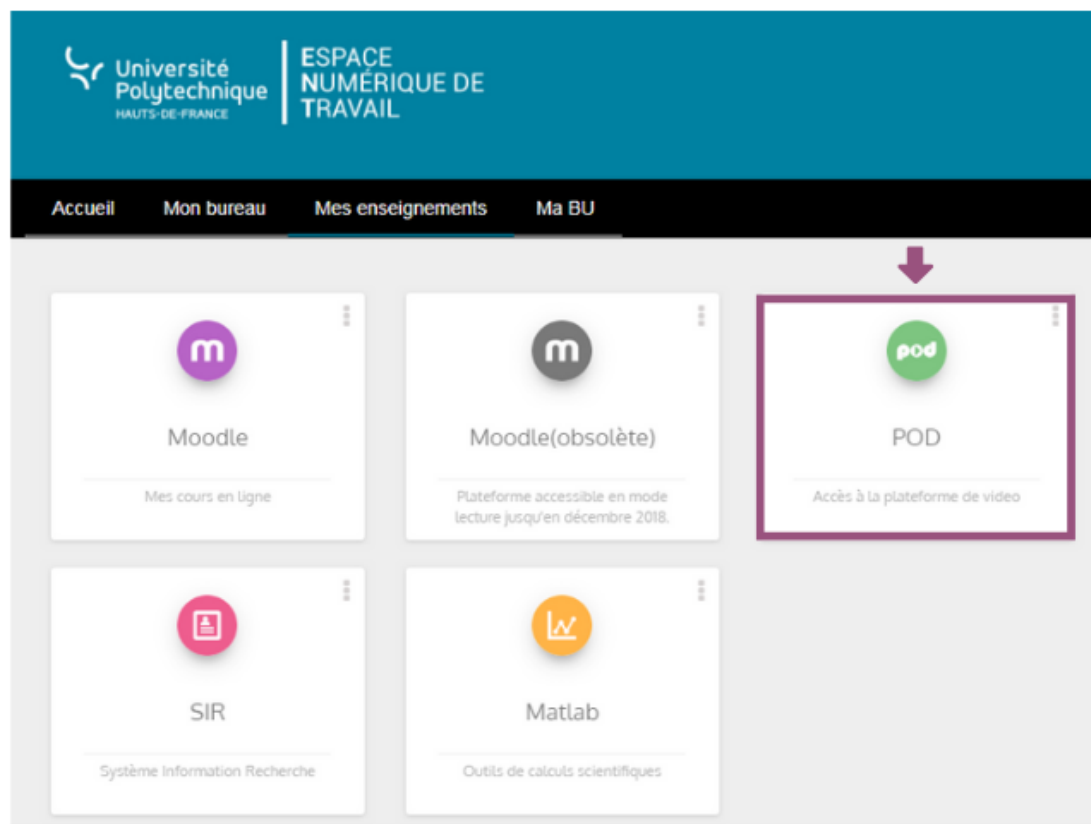 Université
Polytechnique
HAUTS-DE-FRANCE
ESPACE
NUMÉRIQUE DE
TRAVAIL
Accueil Mon bureau Mes enseignements Ma BU
m
Moodle
Mes cours en ligne
m
Moodle(obsolète)
Plateforme accessible en mode
lecture jusqu'en décembre 2018.
pod
POD
Accès à la plateforme de video
SIR
Système Information Recherche
Matlab
Outils de calculs scientifiques